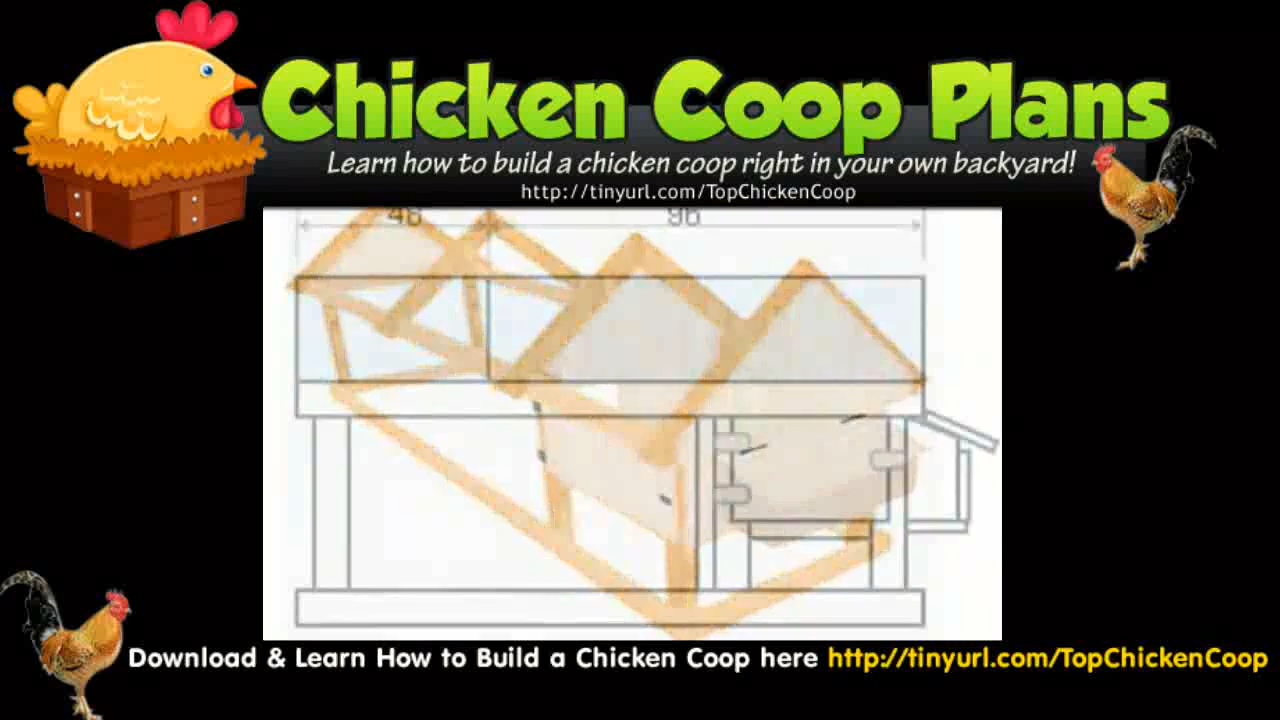 Chicken Coop Plans
Learn how to build a chicken coop right in your own backyard!
http://tinyurl.com/TopChickenCoop
48 96
Download & Learn How to Build a Chicken Coop here http://tinyurl.com/TopChickenCoop